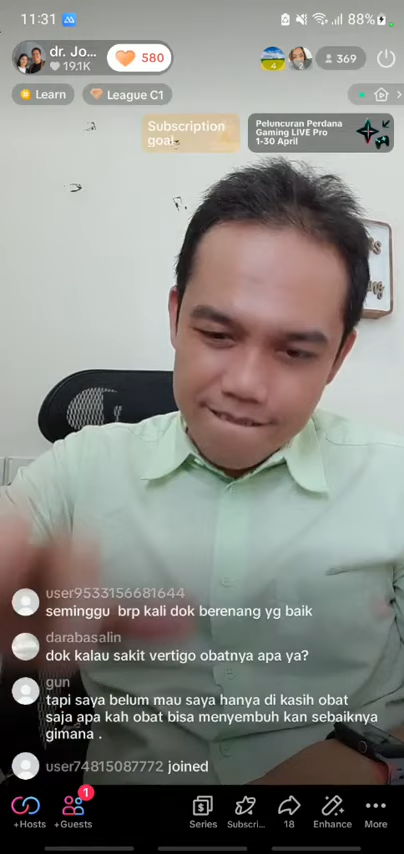 11:31
88%
dr. Jo...
19.1K
580
4
369
Learn
League C1
Subscription
goal
Peluncuran Perdana
Gaming LIVE Pro
1-30 April
user9533156681644
seminggu brp kali dok berenang yg baik
darabasalin
dok kalau sakit vertigo obatnya apa ya?
gun
tapi saya belum mau saya hanya di kasih obat
saja apa kah obat bisa menyembuh kan sebaiknya
gimana .
user74815087772 joined
1
+Hosts
+Guests
Series
Subscri...
18
Enhance
More